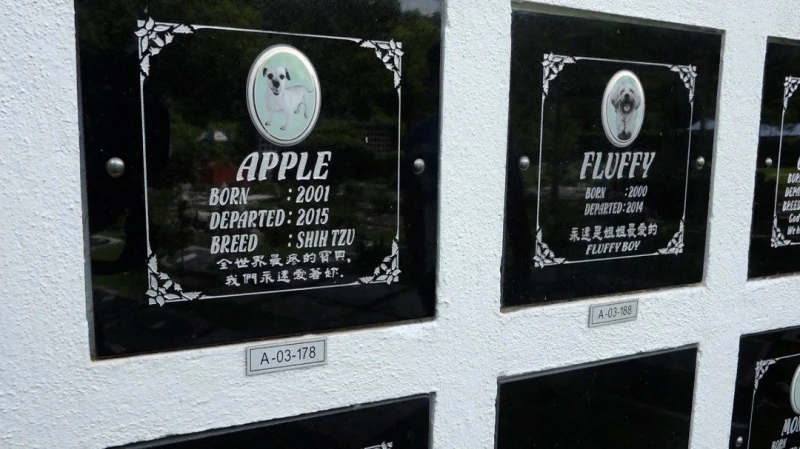 APPLE
BORN : 2001
DEPARTED : 2015
BREED : SHIH TZU
全世界最疼的寶貝,
我們永遠愛著妳.
A-03-178
FLUFFY
BORN : 2000
DEPARTED: 2014
永遠是姐姐最愛的
FLUFFY BOY
A-03-188